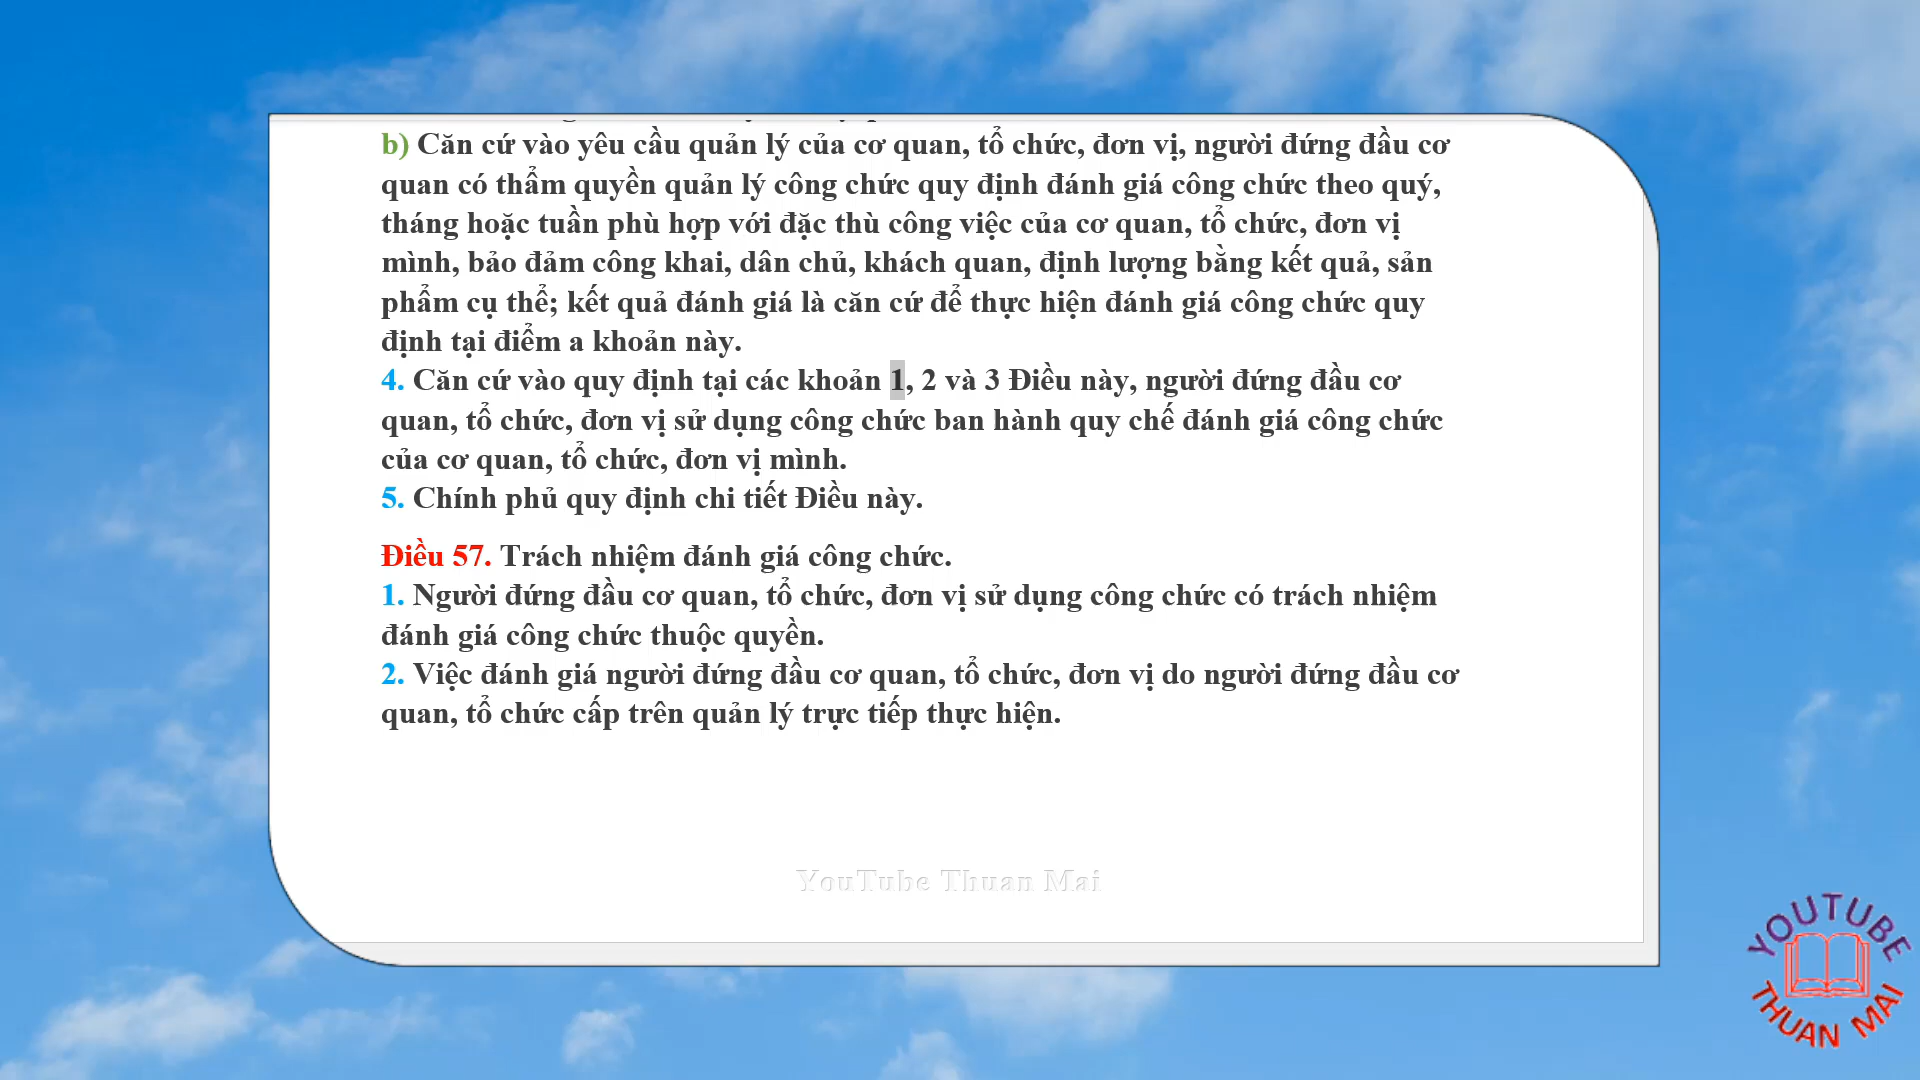 b) Căn cứ vào yêu cầu quản lý của cơ quan, tổ chức, đơn vị, người đứng đầu cơ
quan có thẩm quyền quản lý công chức quy định đánh giá công chức theo quý,
tháng hoặc tuần phù hợp với đặc thù công việc của cơ quan, tổ chức, đơn vị
mình, bảo đảm công khai, dân chủ, khách quan, định lượng bằng kết quả, sản
phẩm cụ thể; kết quả đánh giá là căn cứ để thực hiện đánh giá công chức quy
định tại điểm a khoản này.
4. Căn cứ vào quy định tại các khoản 1, 2 và 3 Điều này, người đứng đầu cơ
quan, tổ chức, đơn vị sử dụng công chức ban hành quy chế đánh giá công chức
của cơ quan, tổ chức, đơn vị mình.
5. Chính phủ quy định chi tiết Điều này.
Điều 57. Trách nhiệm đánh giá công chức.
1. Người đứng đầu cơ quan, tổ chức, đơn vị sử dụng công chức có trách nhiệm
đánh giá công chức thuộc quyền.
2. Việc đánh giá người đứng đầu cơ quan, tổ chức, đơn vị do người đứng đầu cơ
quan, tổ chức cấp trên quản lý trực tiếp thực hiện.
YouTube Thuan Mai
YOUTUBE
THUAN MAI